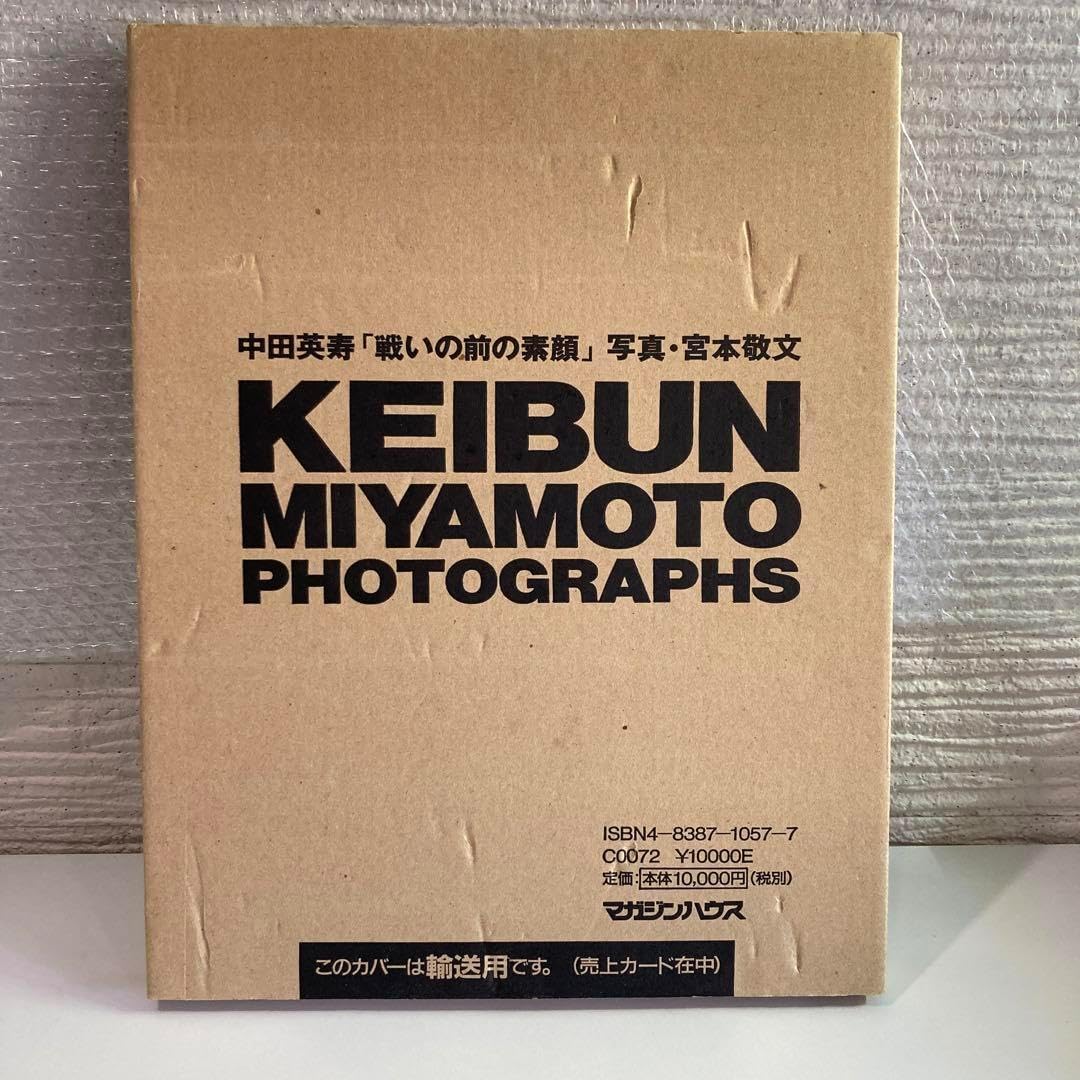 中田英寿「戦いの前の素顔」 写真・宮本敬文
KEIBUN
MIYAMOTO
PHOTOGRAPHS
ISBN4-8387-1057-7
C0072 ¥10000E
定価:本体10,000円(税別)
マガジンハウス
このカバーは輸送用です。(売上カード在中)